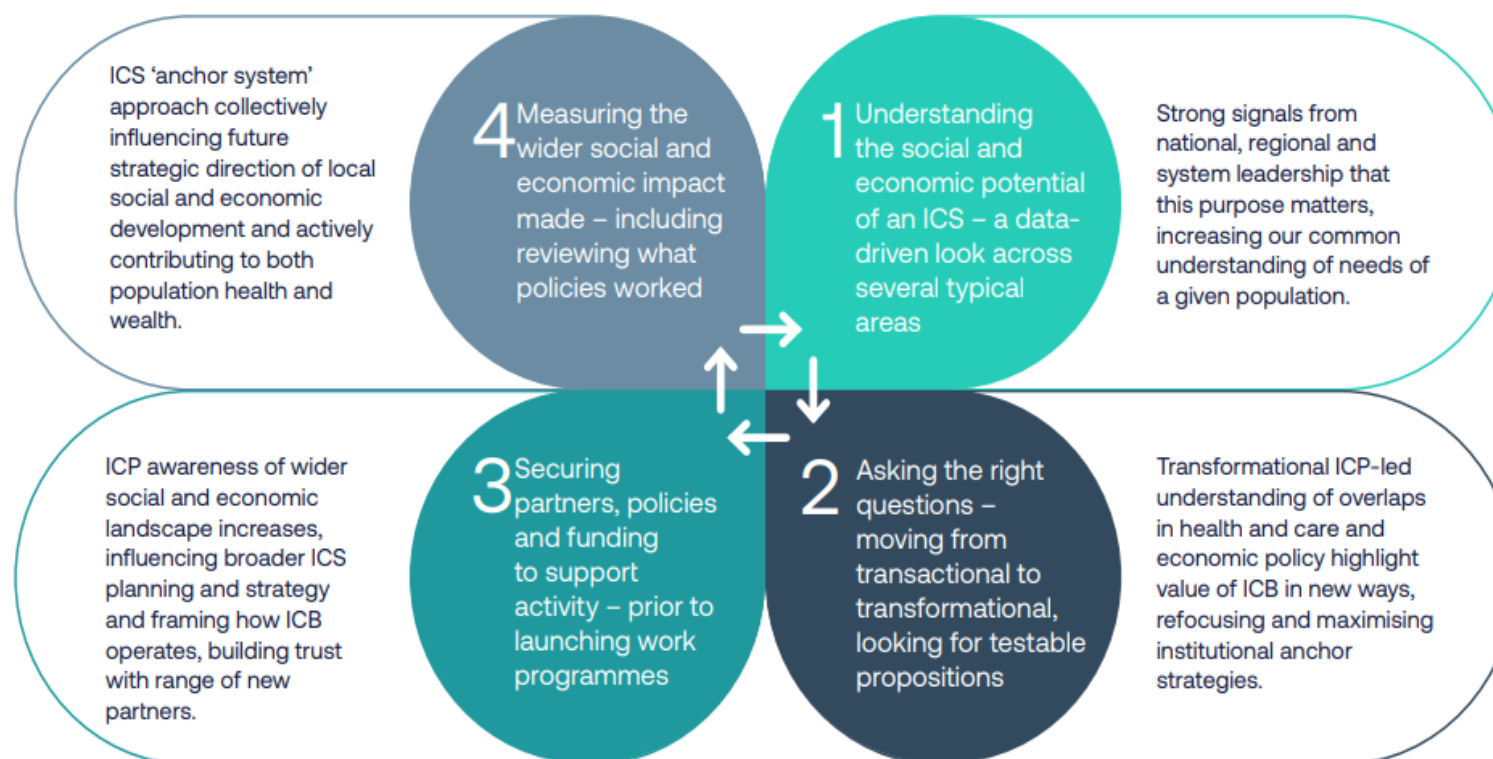 ICS ‘anchor system’
approach collectively
influencing future
strategic direction of local
social and economic
development and actively
contributing to both
population health and
wealth.
4 Measuring the
wider social and
economic impact
made – including
reviewing what
policies worked
1 Understanding
the social and
economic potential
of an ICS – a data-
driven look across
several typical
areas
Strong signals from
national, regional and
system leadership that
this purpose matters,
increasing our common
understanding of needs of
a given population.
ICP awareness of wider
social and economic
landscape increases,
influencing broader ICS
planning and strategy
and framing how ICB
operates, building trust
with range of new
partners.
3 Securing
partners, policies
and funding
to support
activity – prior to
launching work
programmes
2 Asking the right
questions –
moving from
transactional to
transformational,
looking for testable
propositions
Transformational ICP-led
understanding of overlaps
in health and care and
economic policy highlight
value of ICB in new ways,
refocusing and maximising
institutional anchor
strategies.